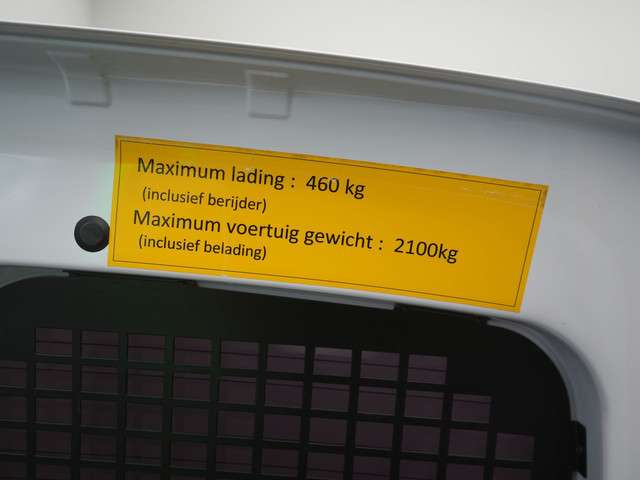 Maximum lading : 460 kg
(inclusief berijder)
Maximum voertuig gewicht : 2100kg
(inclusief belading)